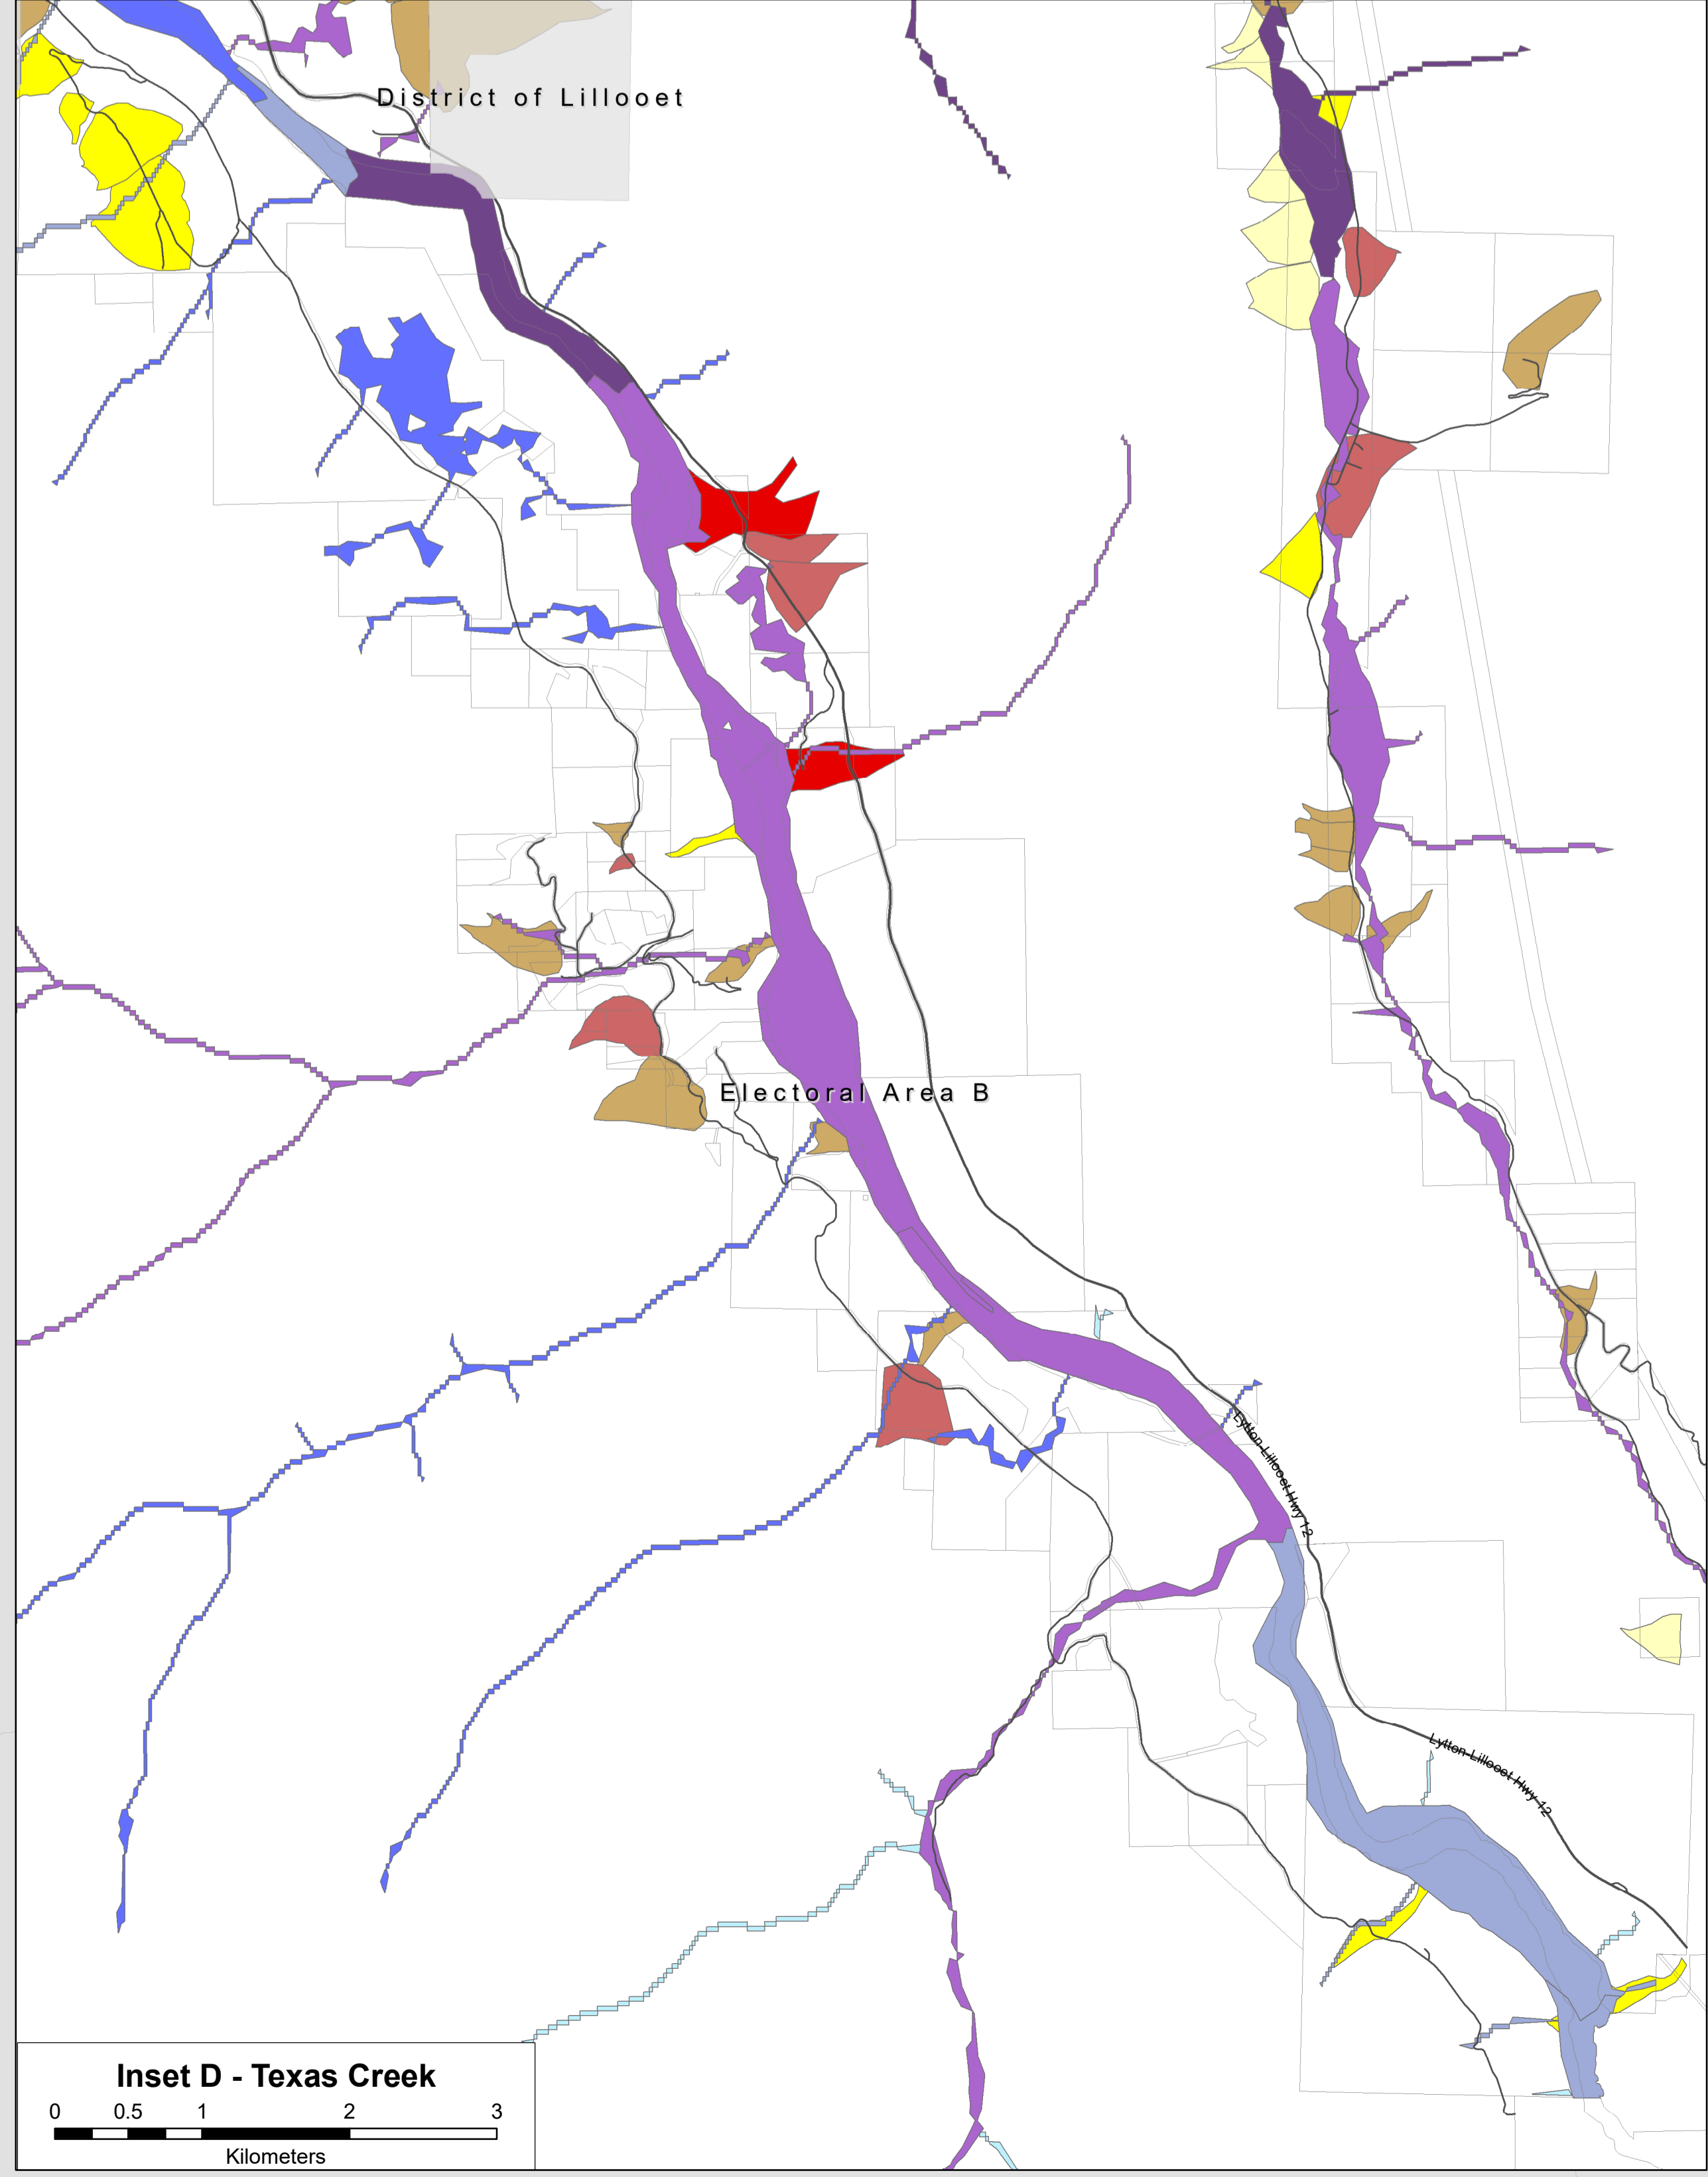 District of Lillooet
Electoral Area B
Lytton-Lillooet Hwy 12
Lytton-Lillooet Hwy 12
Inset D - Texas Creek
0 0.5 1 2 3
Kilometers